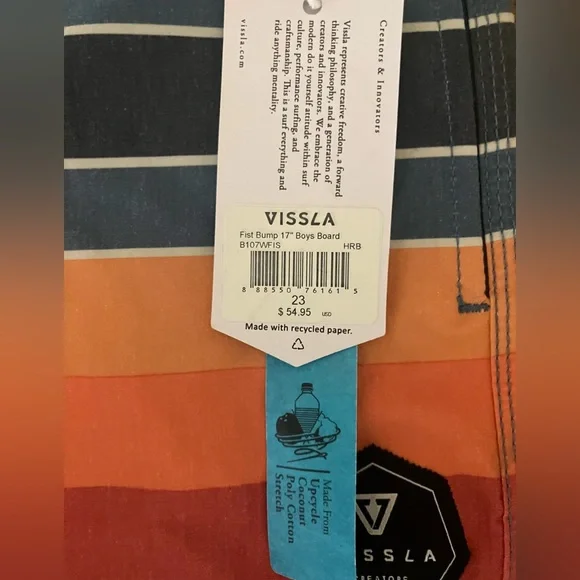 Creators & Innovators
Vissla represents creative freedom, a forward
thinking philosophy, and a generation of
creators and innovators. We embrace the
modern do it yourself attitude within surf
culture, performance surfing, and
craftsmanship. This is a surf everything and
ride anything mentality.
vissla.com
VISSLA
Fist Bump 17" Boys Board
B107WFIS HRB
8 88550 76161 5
23
$ 54.95 USD
Made with recycled paper.
Made From
Upcycle
Coconut
Poly Cotton
Stretch
VISSLA
CREATORS